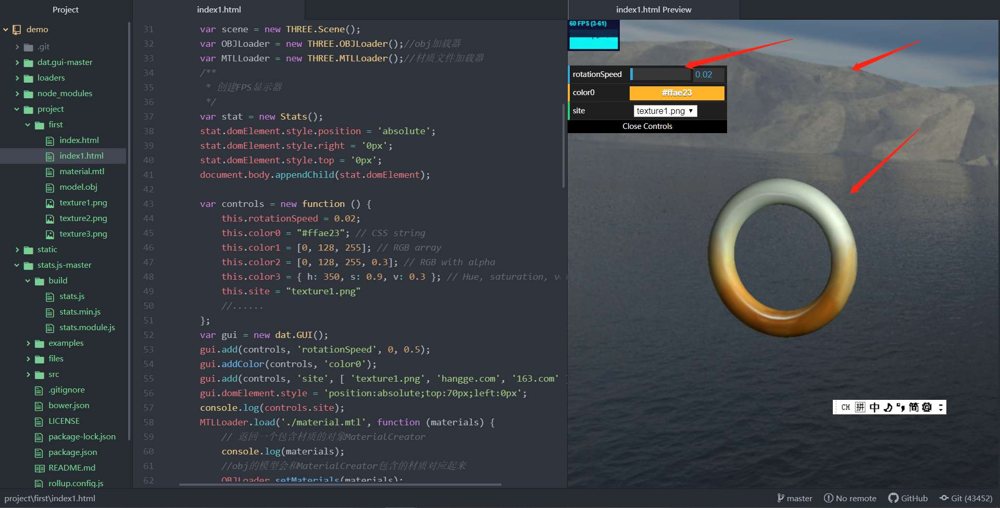 Project
demo
.git
dat.gui-master
loaders
node_modules
project
first
index.html
index1.html
material.mtl
model.obj
texture1.png
texture2.png
texture3.png
static
stats.js-master
build
stats.js
stats.min.js
stats.module.js
examples
files
src
.gitignore
bower.json
LICENSE
package-lock.json
package.json
README.md
rollup.config.js
index1.html
31 var scene = new THREE.Scene();
32 var OBJLoader = new THREE.OBJLoader();//obj加载器
33 var MTLLoader = new THREE.MTLLoader();//材质文件加载器
34 /**
35 * 创建FPS显示器
36 */
37 var stat = new Stats();
38 stat.domElement.style.position = 'absolute';
39 stat.domElement.style.right = '0px';
40 stat.domElement.style.top = '0px';
41 document.body.appendChild(stat.domElement);
42
43 var controls = new function () {
44 this.rotationSpeed = 0.02;
45 this.color0 = "#ffae23"; // CSS string
46 this.color1 = [0, 128, 255]; // RGB array
47 this.color2 = [0, 128, 255, 0.3]; // RGB with alpha
48 this.color3 = { h: 350, s: 0.9, v: 0.3 }; // Hue, saturation,
49 this.site = "texture1.png"
50 //......
51 };
52 var gui = new dat.GUI();
53 gui.add(controls, 'rotationSpeed', 0, 0.5);
54 gui.addColor(controls, 'color0');
55 gui.add(controls, 'site', [ 'texture1.png', 'hangge.com', '163.com'
56 gui.domElement.style = 'position:absolute;top:70px;left:0px';
57 console.log(controls.site);
58 MTLLoader.load('./material.mtl', function (materials) {
59 // 返回一个包含材质的对象MaterialCreator
60 console.log(materials);
61 //obj的模型会和MaterialCreator包含的材质对应起来
62 OBJLoader.setMaterials(materials);
index1.html Preview
60 FPS (3-61)
rotationSpeed 0.02
color0 #ffae23
site texture1.png
Close Controls
CH 拼 中 简
project\first\index1.html
master No remote GitHub Git (43452)